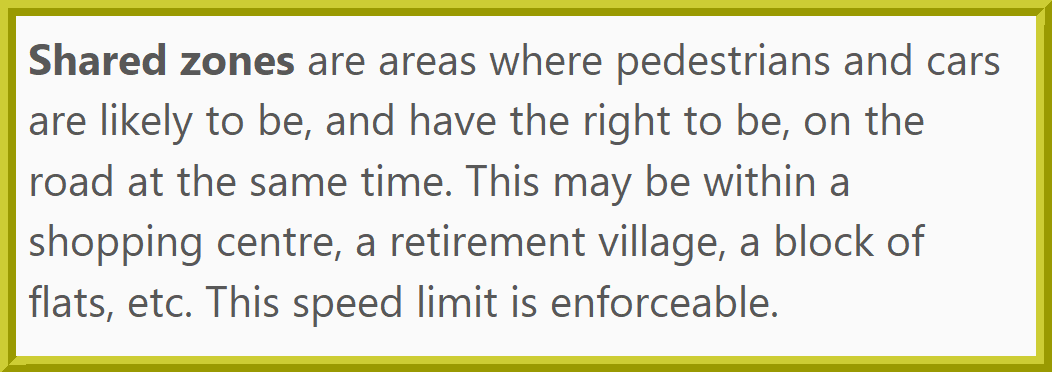 Shared zones are areas where pedestrians and cars
are likely to be, and have the right to be, on the
road at the same time. This may be within a
shopping centre, a retirement village, a block of
flats, etc. This speed limit is enforceable.